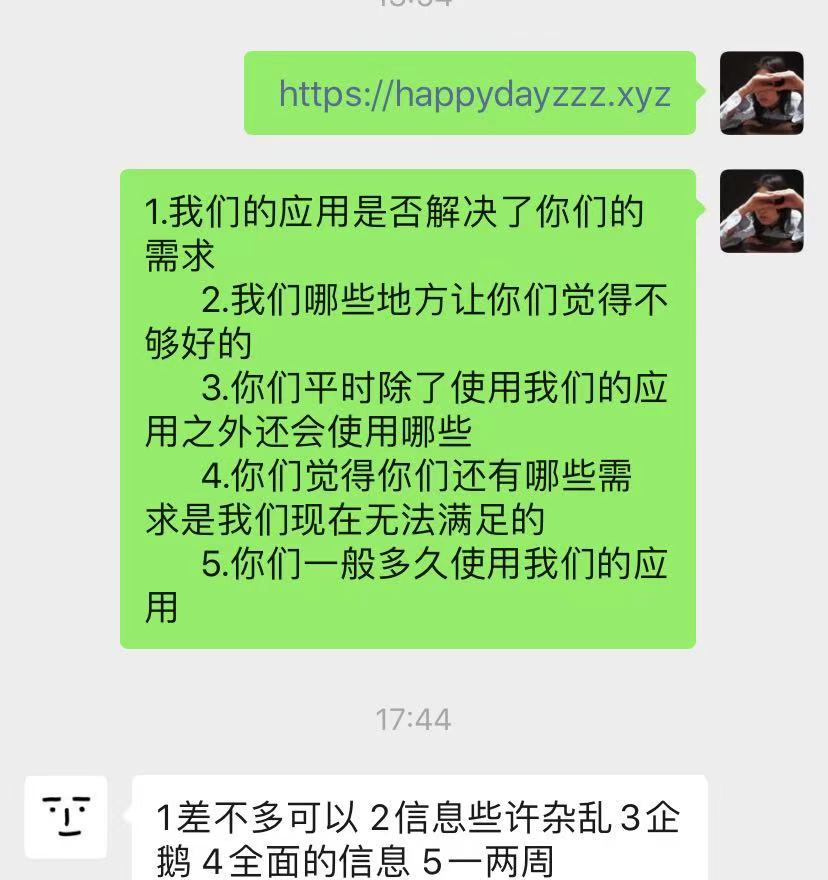 https://happydayzzz.xyz
1.我们的应用是否解决了你们的
需求
2.我们哪些地方让你们觉得不
够好的
3.你们平时除了使用我们的应
用之外还会使用哪些
4.你们觉得你们还有哪些需
求是我们现在无法满足的
5.你们一般多久使用我们的应
用
17:44
1差不多可以 2信息些许杂乱 3企
鹅 4全面的信息 5一两周